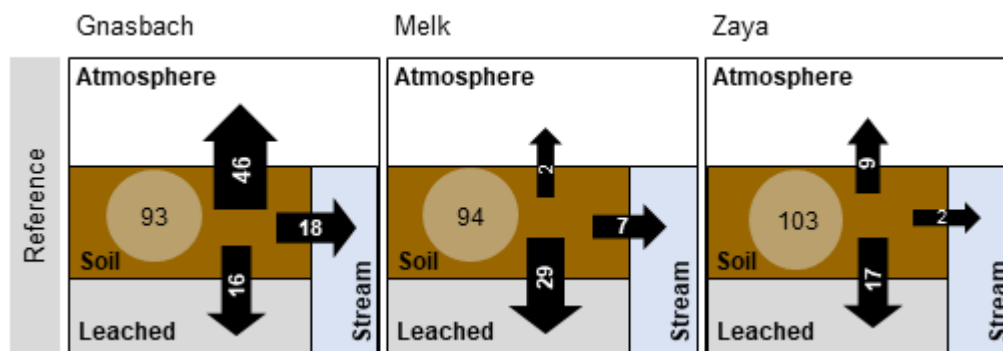 Gnasbach
Melk
Zaya
Reference
Atmosphere
46
93
18
Soil
16
Leached
Stream
Atmosphere
2
94
7
Soil
29
Leached
Stream
Atmosphere
9
103
2
Soil
17
Leached
Stream